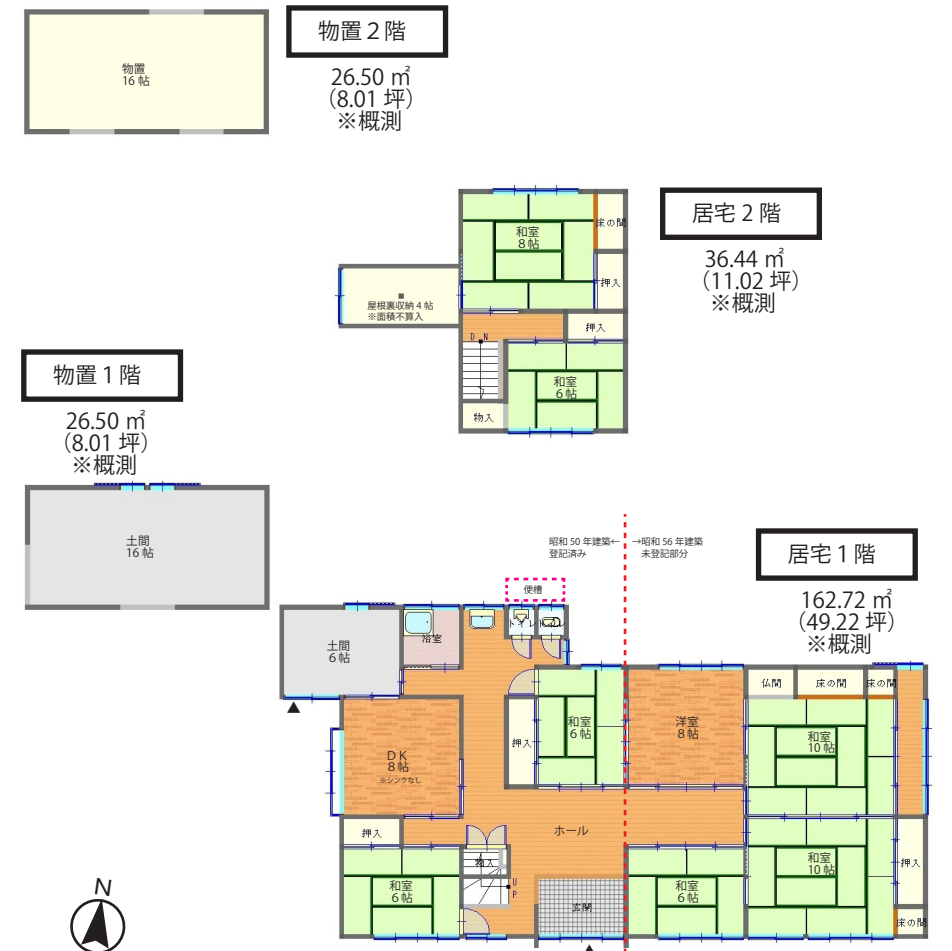 物置２階
26.50 ㎡
（8.01 坪）
※概測
物置
16 帖
居宅 2 階
36.44 ㎡
（11.02 坪）
※概測
和室
8帖
床の間
押入
屋根裏収納 4 帖
※面積不算入
押入
DN
和室
6帖
物入
物置 1 階
26.50 ㎡
（8.01 坪）
※概測
土間
16 帖
昭和 50 年建築← →昭和 56 年建築
登記済み 未登記部分
居宅 1 階
162.72 ㎡
（49.22 坪）
※概測
便槽
トイレ
土間
6 帖
浴室
仏間
床の間
床の間
DK
8帖
※シンクなし
押入
和室
6帖
洋室
8帖
和室
10帖
ホール
押入
物入
UP
和室
6帖
玄関
和室
6帖
和室
10帖
押入
床の間
N